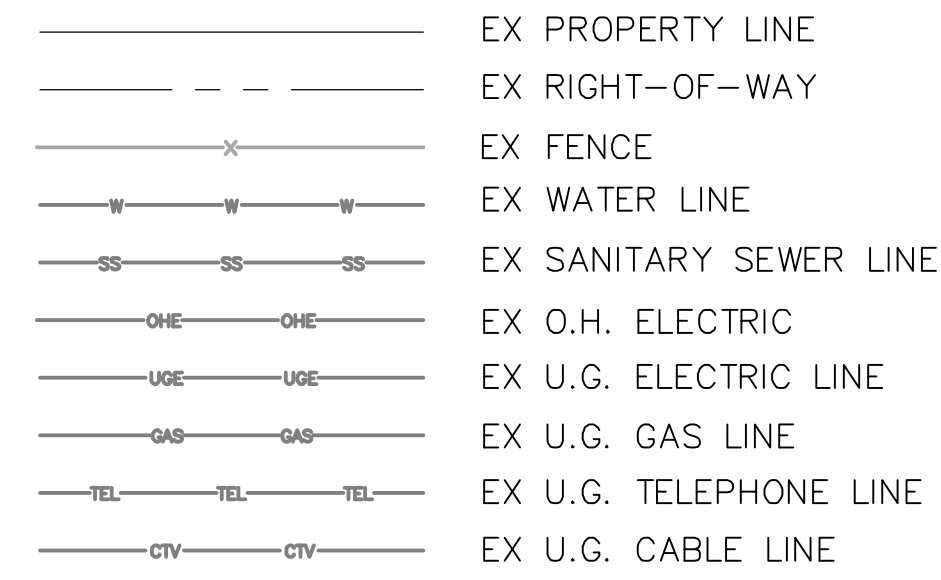 EX PROPERTY LINE
EX RIGHT-OF-WAY
X EX FENCE
W W W EX WATER LINE
SS SS SS EX SANITARY SEWER LINE
OHE OHE EX O.H. ELECTRIC
UGE UGE EX U.G. ELECTRIC LINE
GAS GAS EX U.G. GAS LINE
TEL TEL TEL EX U.G. TELEPHONE LINE
CTV CTV EX U.G. CABLE LINE